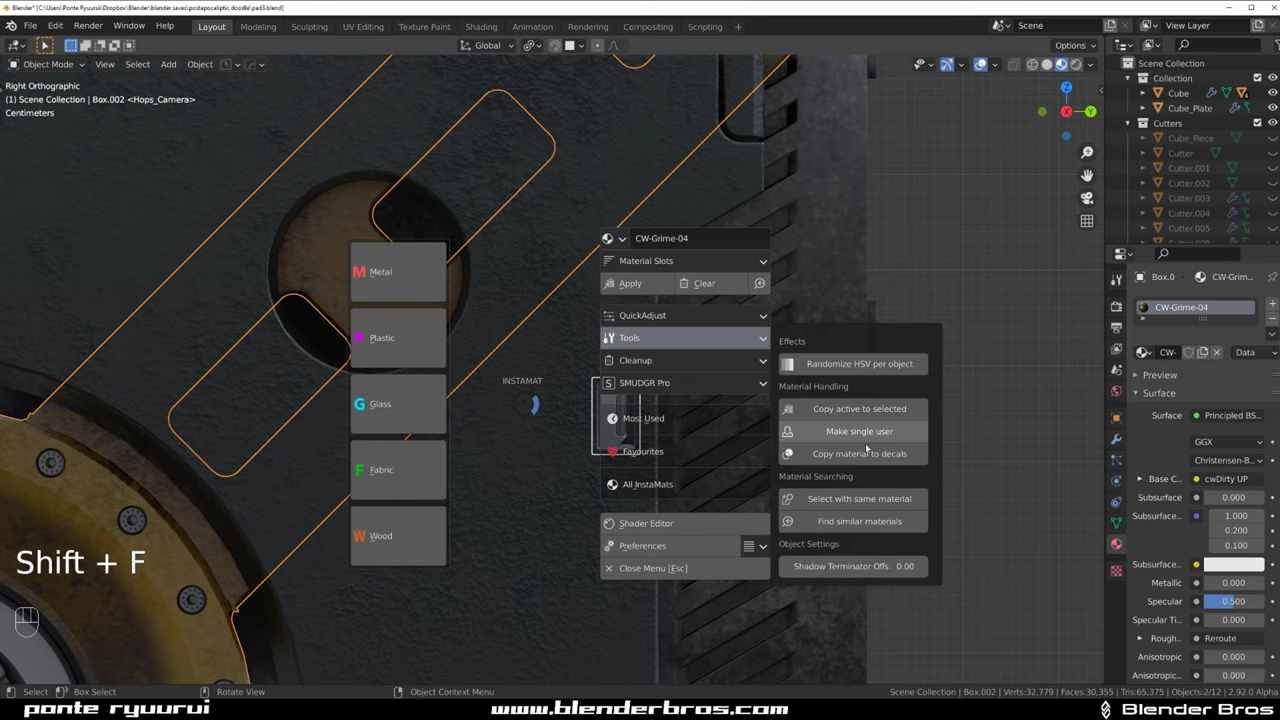 Blender* [C:\Users\Ponte Ryuurui\Dropbox\Blender\blender saves\postapocaliptic doodle\pad3.blend]
File Edit Render Window Help Layout Modeling Sculpting UV Editing Texture Paint Shading Animation Rendering Compositing Scripting Scene View Layer
Global Options
Object Mode View Select Add Object
Right Orthographic
(1) Scene Collection | Box.002 <Hops_Camera>
Centimeters
Z
X
Y
Scene Collection
Collection
Cube
4
Cube_Plate
Cutters
Cube_Piece
Cutter
Cutter.001
Cutter.002
Cutter.003
Cutter.004
Cutter.005
M Metal
P Plastic
G Glass
F Fabric
W Wood
INSTAMAT
CW-Grime-04
Material Slots
Apply Clear
QuickAdjust
Tools
Cleanup
S SMUDGR Pro
Most Used
Favourites
All InstaMats
Shader Editor
Preferences
Close Menu [Esc]
Effects
Randomize HSV per object
Material Handling
Copy active to selected
Make single user
Copy material to decals
Material Searching
Select with same material
Find similar materials
Object Settings
Shadow Terminator Offs 0.00
Box.0 CW-Grim...
CW-Grime-04
CW- Data
Preview
Surface
Surface Principled BS...
GGX
Christensen-B...
Base C... cwDirty UP
Subsurface 0.000
Subsurface... 1.000
0.200
0.100
Subsurface...
Metallic 0.000
Specular 0.500
Specular Ti... 0.000
Rough... Reroute
Anisotropic 0.000
Anisotropic 0.000
Shift + F
Select Box Select Rotate View Object Context Menu Scene Collection | Box.002 | Verts:32,779 | Faces:30,355 | Tris:65,375 | Objects:2/12 | 2.92.0 Alpha
ponte ryuurui www.blenderbros.com Blender Bros